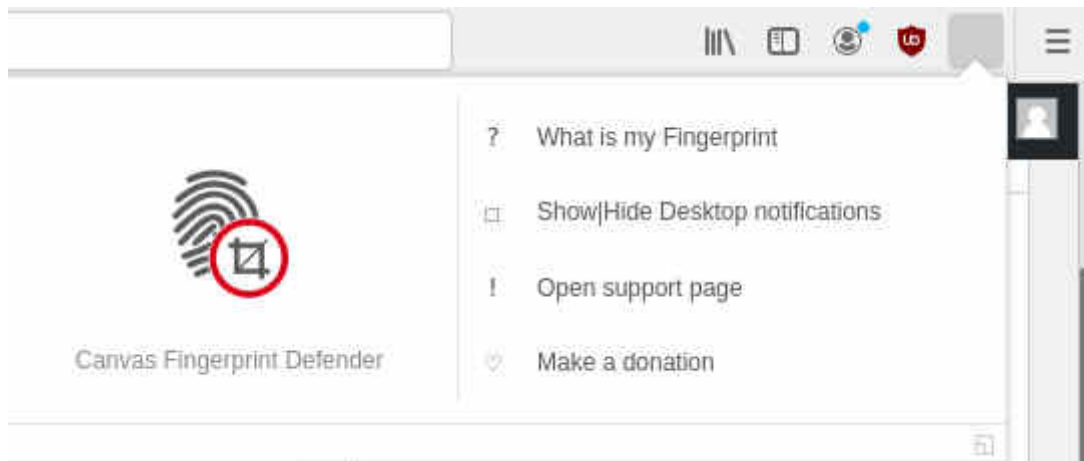 ? What is my Fingerprint
Show|Hide Desktop notifications
! Open support page
♡ Make a donation
Canvas Fingerprint Defender